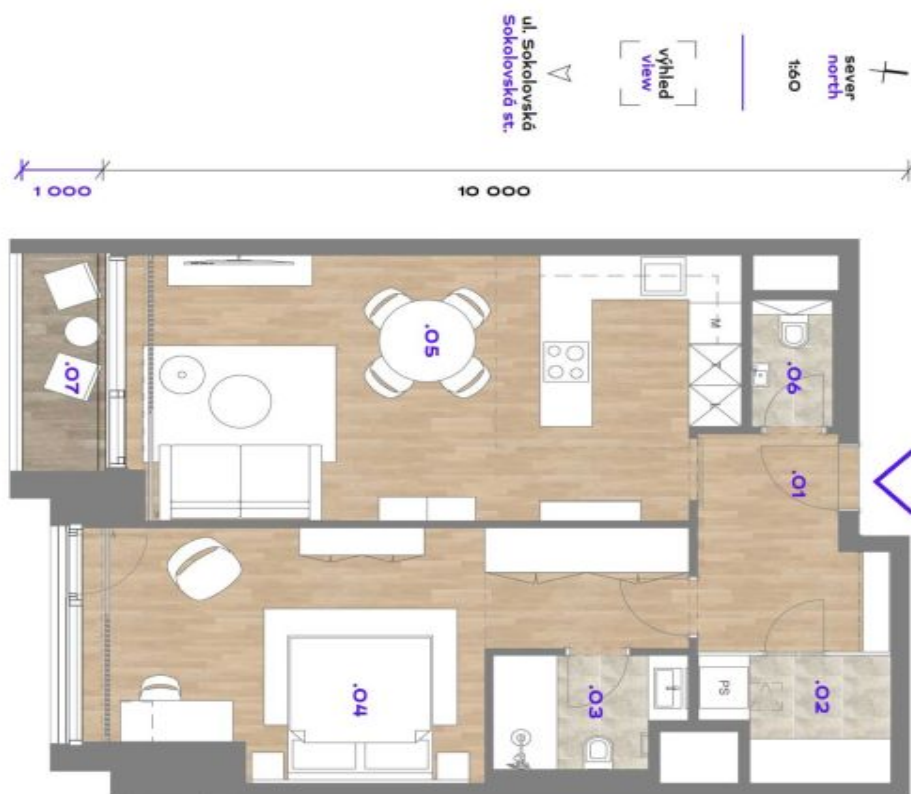 sever
north
1:60
výhled
view
ul. Sokolovská
Sokolovská st.
1 000
10 000
.07
.05
M
.06
.01
.04
.03
PS
.02